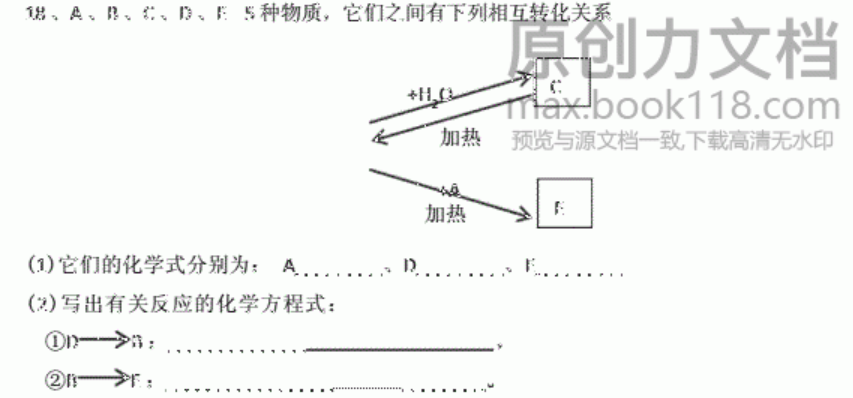 18、A、B、C、D、E 5种物质，它们之间有下列相互转化关系
原创力文档
max.book118.com
预览与源文档一致,下载高清无水印
+H₂O
C
加热
+A
加热
E
(1)它们的化学式分别为： A 、D 、E
(2)写出有关反应的化学方程式：
①D→B： 。
②B→E： 。